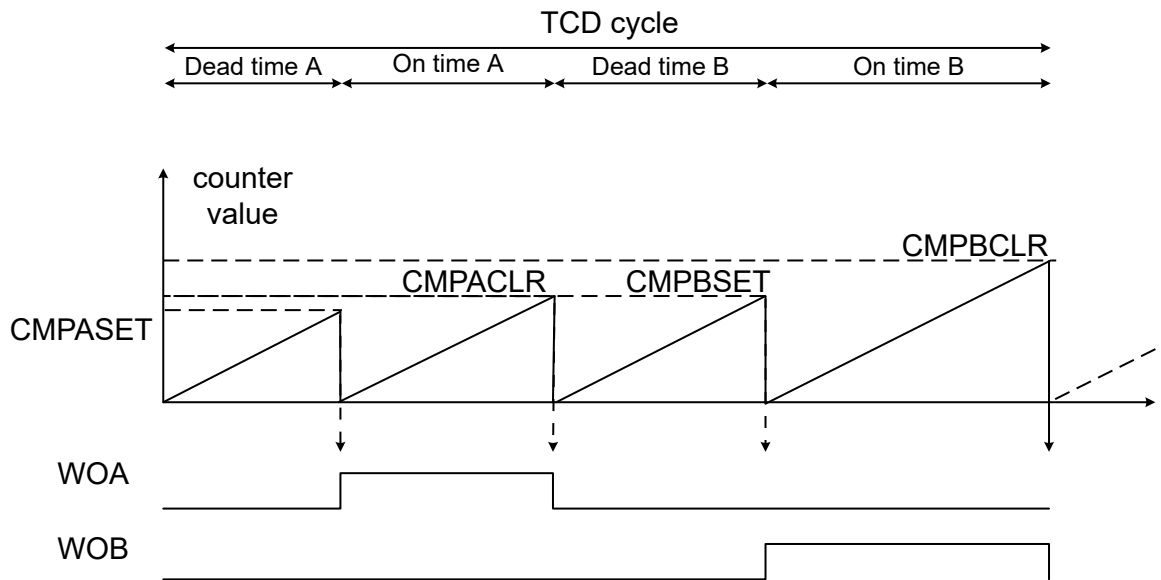 TCD cycle
Dead time A
On time A
Dead time B
On time B
counter
value
CMPBCLR
CMPACLR
CMPBSET
CMPASET
WOA
WOB